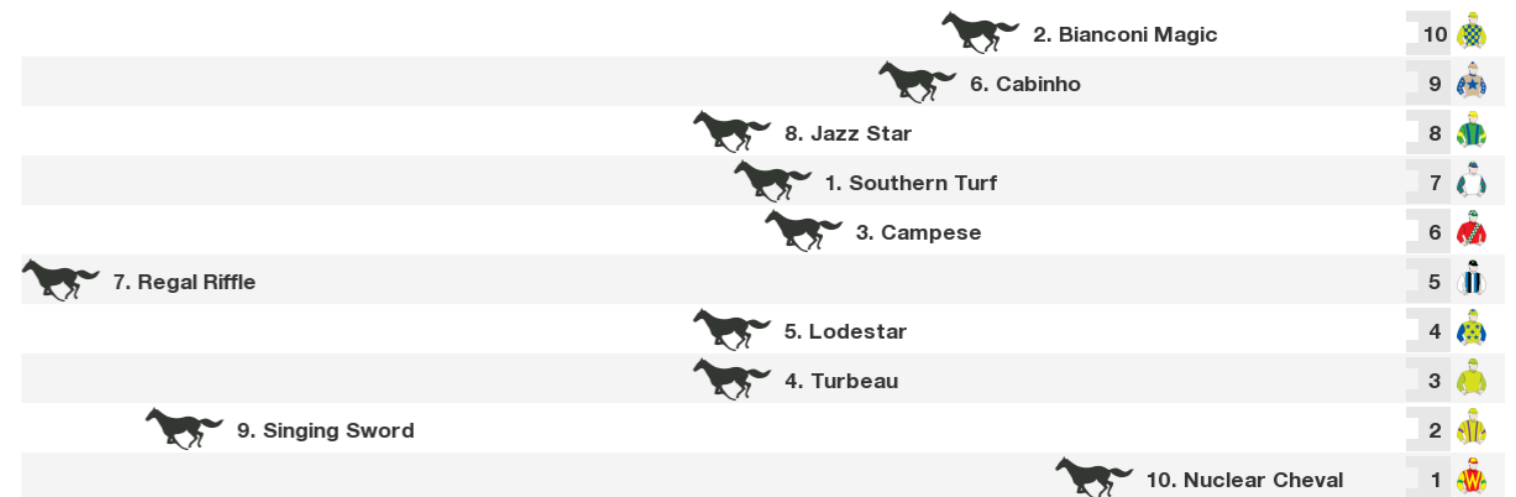 2. Bianconi Magic 10
6. Cabinho 9
8. Jazz Star 8
1. Southern Turf 7
3. Campese 6
7. Regal Riffle 5
5. Lodestar 4
4. Turbeau 3
9. Singing Sword 2
10. Nuclear Cheval 1 W